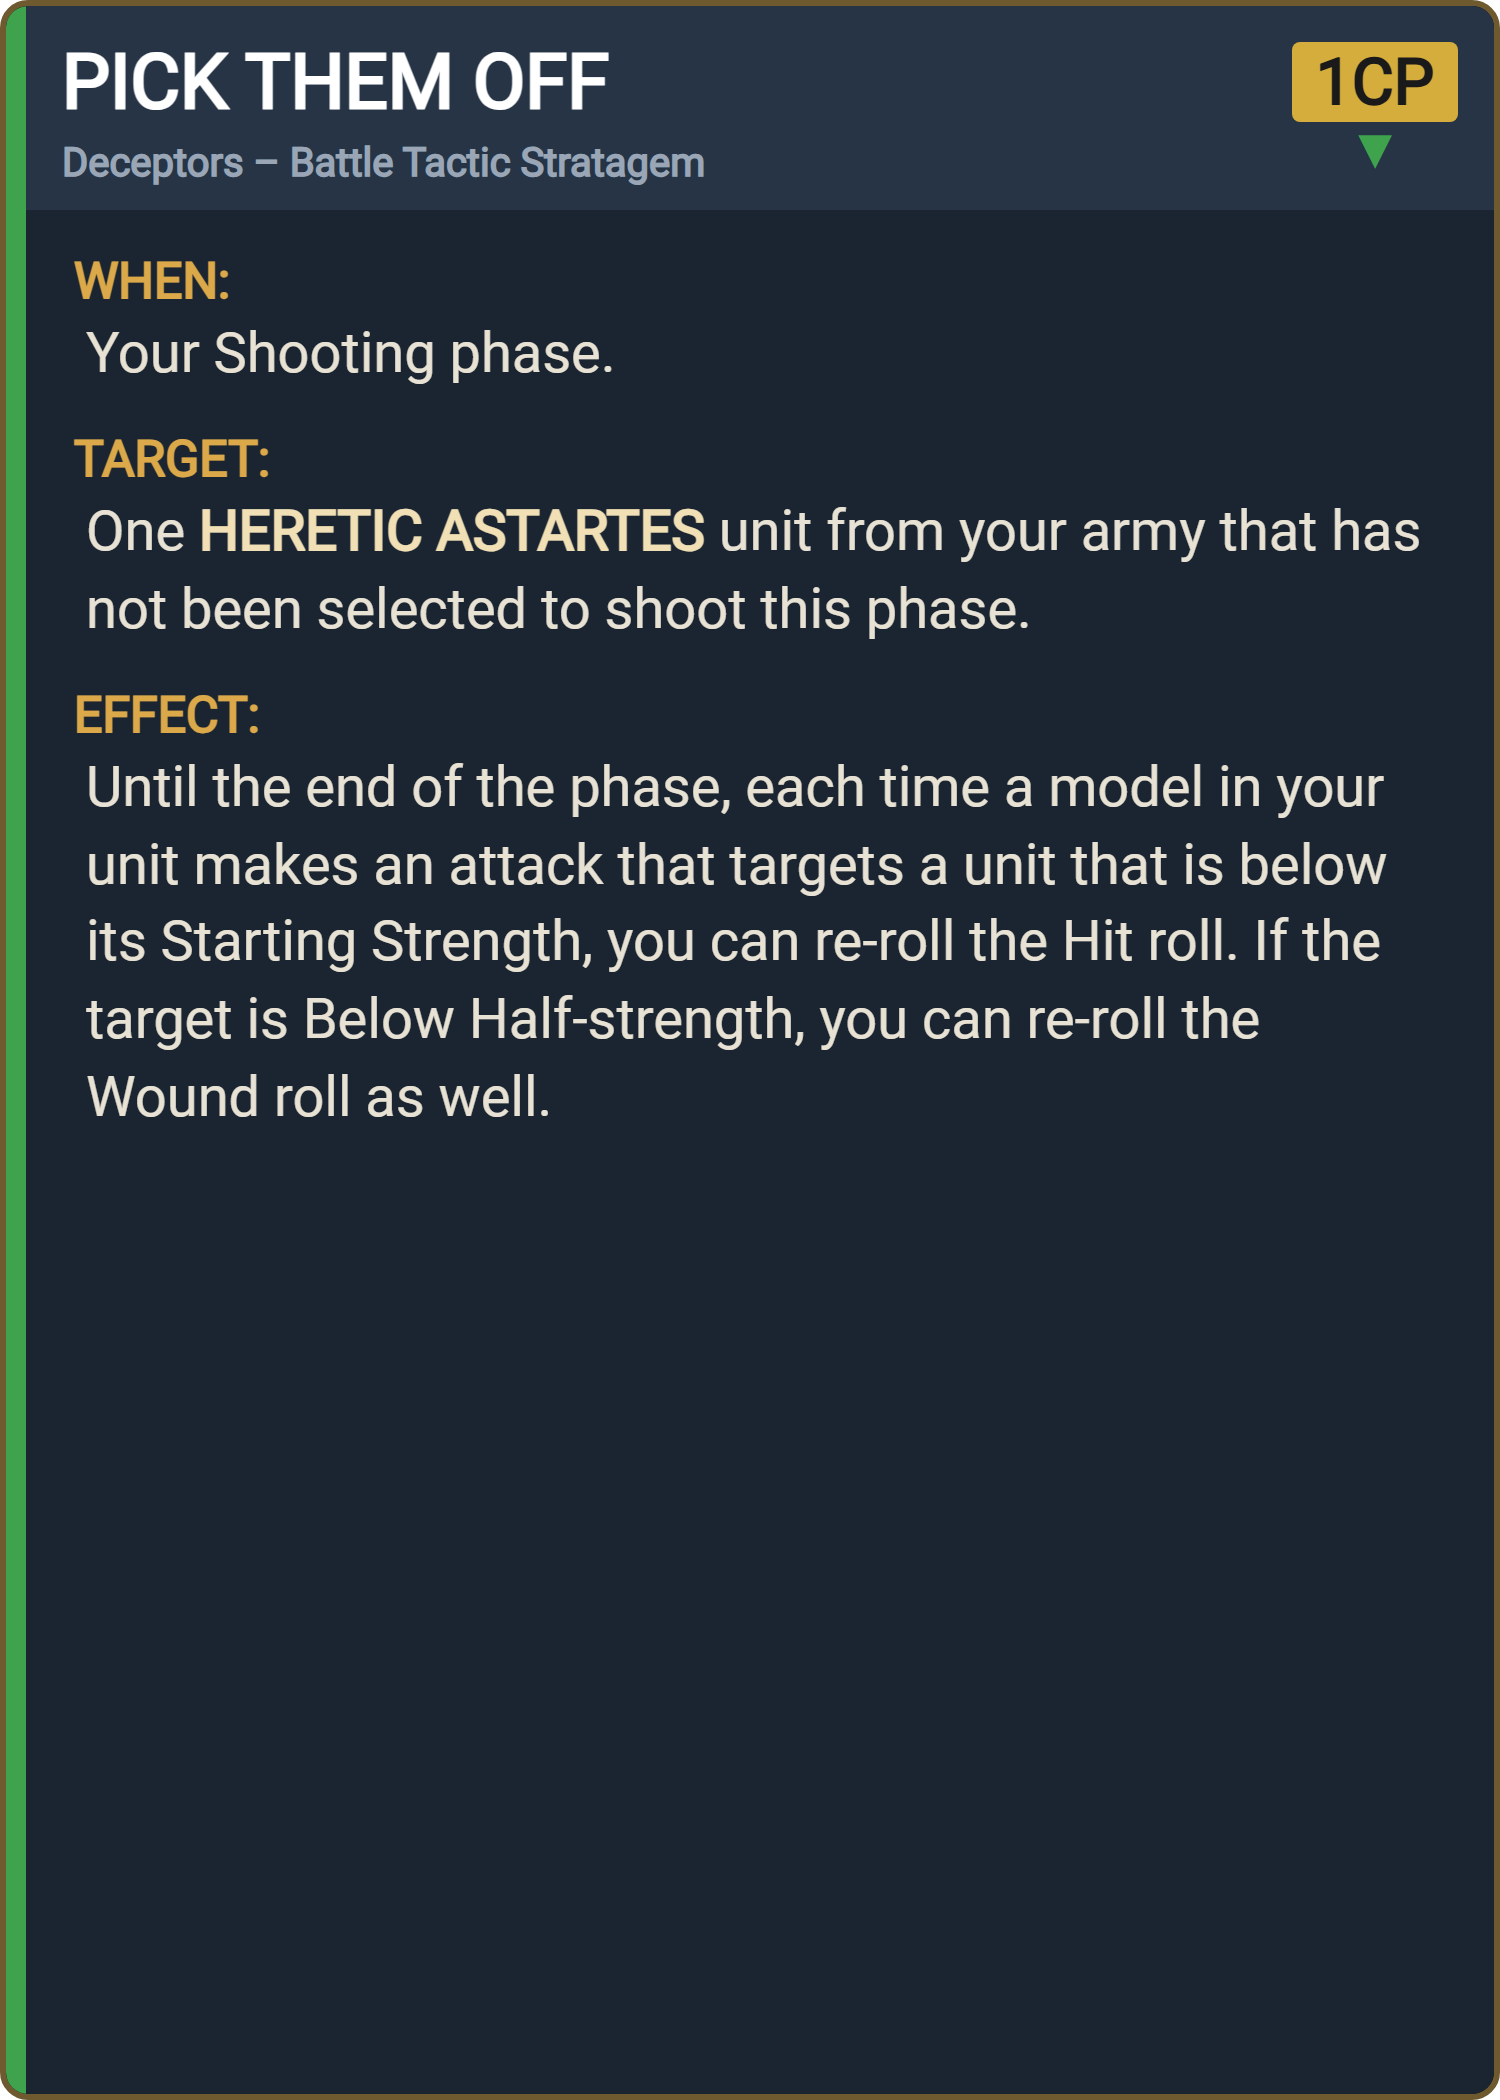 PICK THEM OFF
1CP
Deceptors – Battle Tactic Stratagem
WHEN:
Your Shooting phase.
TARGET:
One HERETIC ASTARTES unit from your army that has
not been selected to shoot this phase.
EFFECT:
Until the end of the phase, each time a model in your
unit makes an attack that targets a unit that is below
its Starting Strength, you can re-roll the Hit roll. If the
target is Below Half-strength, you can re-roll the
Wound roll as well.